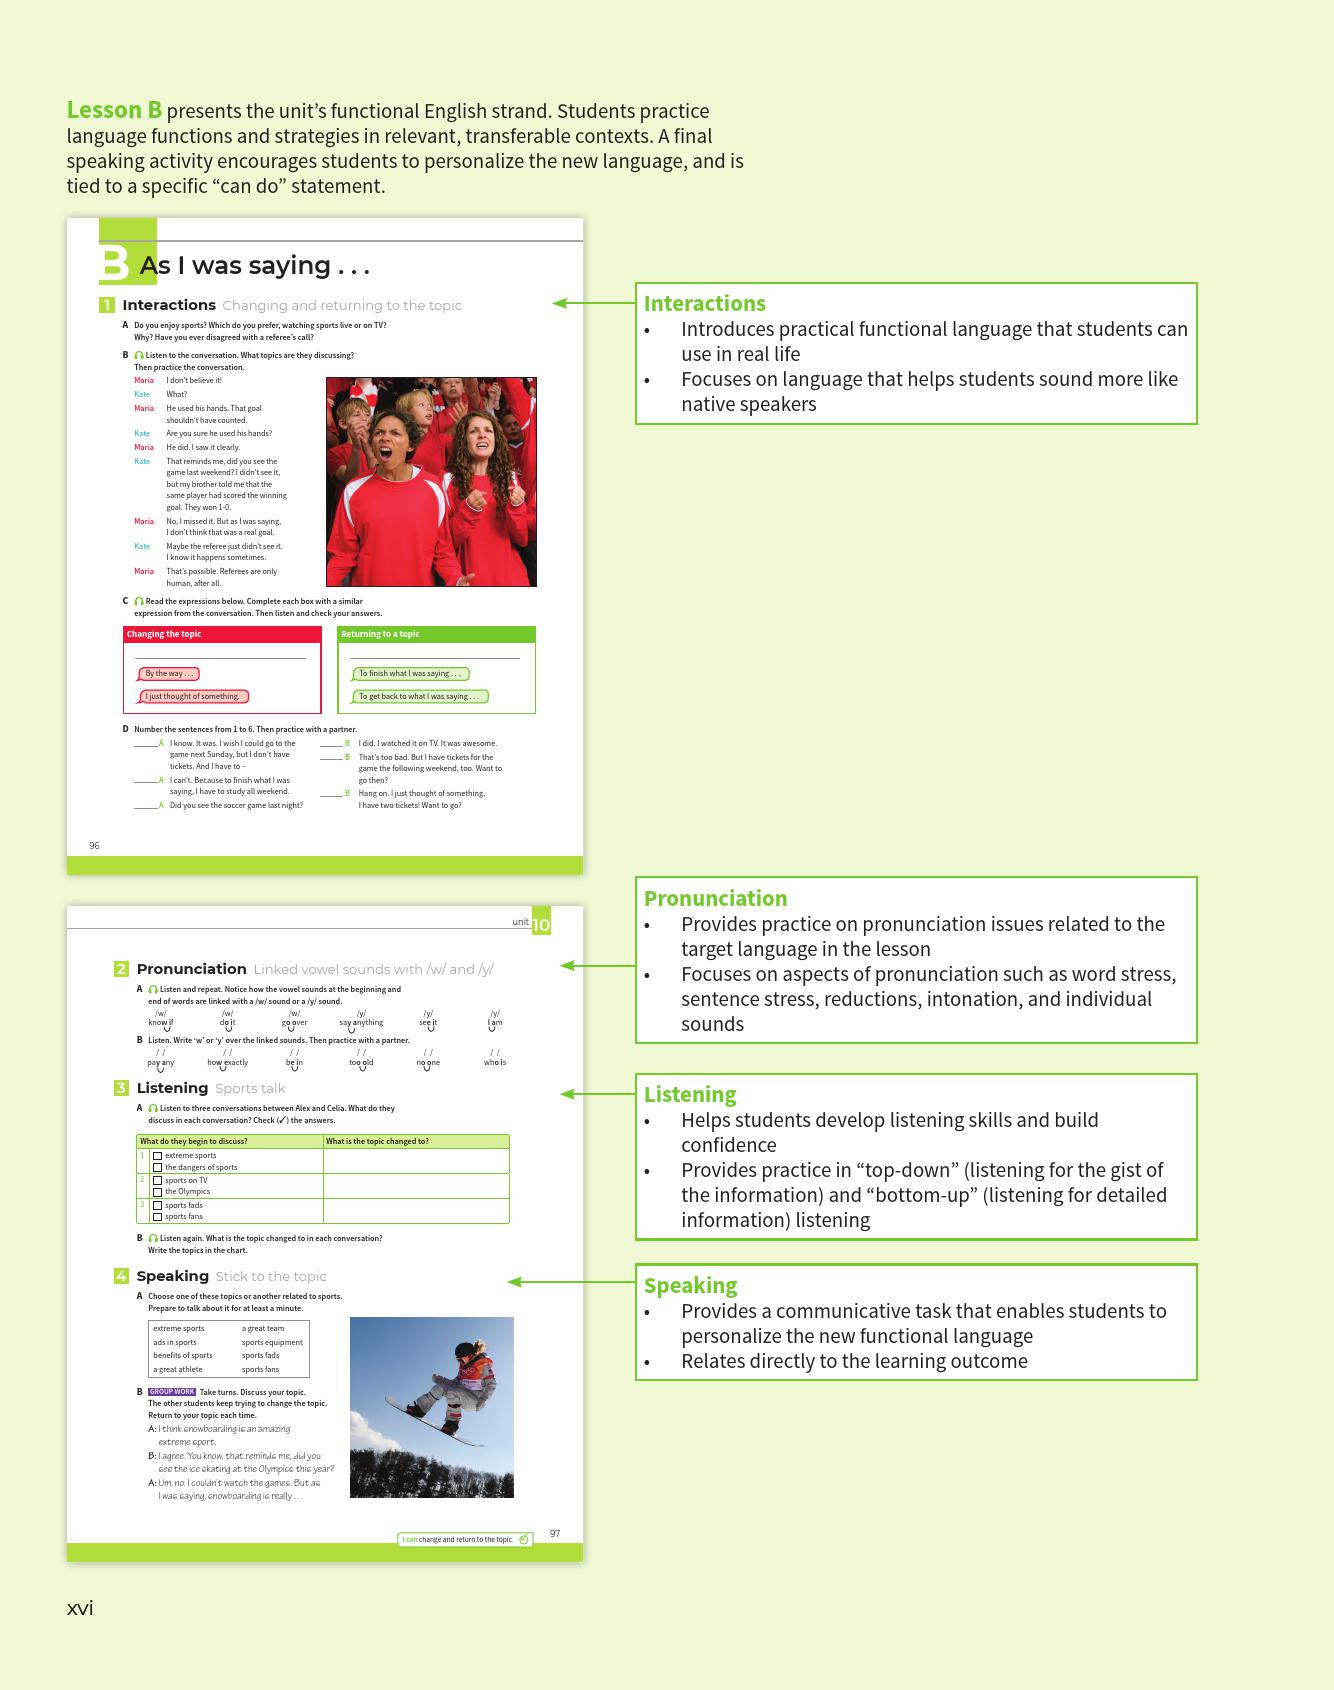 Lesson B presents the unit’s functional English strand. Students practice
language functions and strategies in relevant, transferable contexts. A final
speaking activity encourages students to personalize the new language, and is
tied to a specific “can do” statement.
B As I was saying . . .
1 Interactions Changing and returning to the topic
A Do you enjoy sports? Which do you prefer, watching sports live or on TV?
Why? Have you ever disagreed with a referee’s call?
B Listen to the conversation. What topics are they discussing?
Then practice the conversation.
Maria I don’t believe it!
Kate What?
Maria He used his hands. That goal
shouldn’t have counted.
Kate Are you sure he used his hands?
Maria He did. I saw it clearly.
Kate That reminds me, did you see the
game last weekend? I didn’t see it,
but my brother told me that the
same player had scored the winning
goal. They won 1-0.
Maria No, I missed it. But as I was saying,
I don’t think that was a real goal.
Kate Maybe the referee just didn’t see it.
I know it happens sometimes.
Maria That’s possible. Referees are only
human, after all.
C Read the expressions below. Complete each box with a similar
expression from the conversation. Then listen and check your answers.
Changing the topic
By the way . . .
I just thought of something.
Returning to a topic
To finish what I was saying . . .
To get back to what I was saying . . .
D Number the sentences from 1 to 6. Then practice with a partner.
A I know. It was. I wish I could go to the
game next Sunday, but I don’t have
tickets. And I have to –
A I can’t. Because to finish what I was
saying, I have to study all weekend.
A Did you see the soccer game last night?
B I did. I watched it on TV. It was awesome.
B That’s too bad. But I have tickets for the
game the following weekend, too. Want to
go then?
B Hang on. I just thought of something.
I have two tickets! Want to go?
96
Interactions
• Introduces practical functional language that students can
use in real life
• Focuses on language that helps students sound more like
native speakers
unit 10
2 Pronunciation Linked vowel sounds with /w/ and /y/
A Listen and repeat. Notice how the vowel sounds at the beginning and
end of words are linked with a /w/ sound or a /y/ sound.
/w/ /w/ /w/ /y/ /y/ /y/
know if do it go over say anything see it I am
B Listen. Write ‘w’ or ‘y’ over the linked sounds. Then practice with a partner.
/ / / / / / / / / / / /
pay any how exactly be in too old no one who is
3 Listening Sports talk
A Listen to three conversations between Alex and Celia. What do they
discuss in each conversation? Check (✓) the answers.
What do they begin to discuss? What is the topic changed to?
1 extreme sports
the dangers of sports
2 sports on TV
the Olympics
3 sports fads
sports fans
B Listen again. What is the topic changed to in each conversation?
Write the topics in the chart.
4 Speaking Stick to the topic
A Choose one of these topics or another related to sports.
Prepare to talk about it for at least a minute.
extreme sports a great team
ads in sports sports equipment
benefits of sports sports fads
a great athlete sports fans
B GROUP WORK Take turns. Discuss your topic.
The other students keep trying to change the topic.
Return to your topic each time.
A: I think snowboarding is an amazing
extreme sport.
B: I agree. You know, that reminds me, did you
see the ice skating at the Olympics this year?
A: Um, no. I couldn’t watch the games. But as
I was saying, snowboarding is really . . .
I can change and return to the topic.
97
Pronunciation
• Provides practice on pronunciation issues related to the
target language in the lesson
• Focuses on aspects of pronunciation such as word stress,
sentence stress, reductions, intonation, and individual
sounds
Listening
• Helps students develop listening skills and build
confidence
• Provides practice in “top-down” (listening for the gist of
the information) and “bottom-up” (listening for detailed
information) listening
Speaking
• Provides a communicative task that enables students to
personalize the new functional language
• Relates directly to the learning outcome
xvi